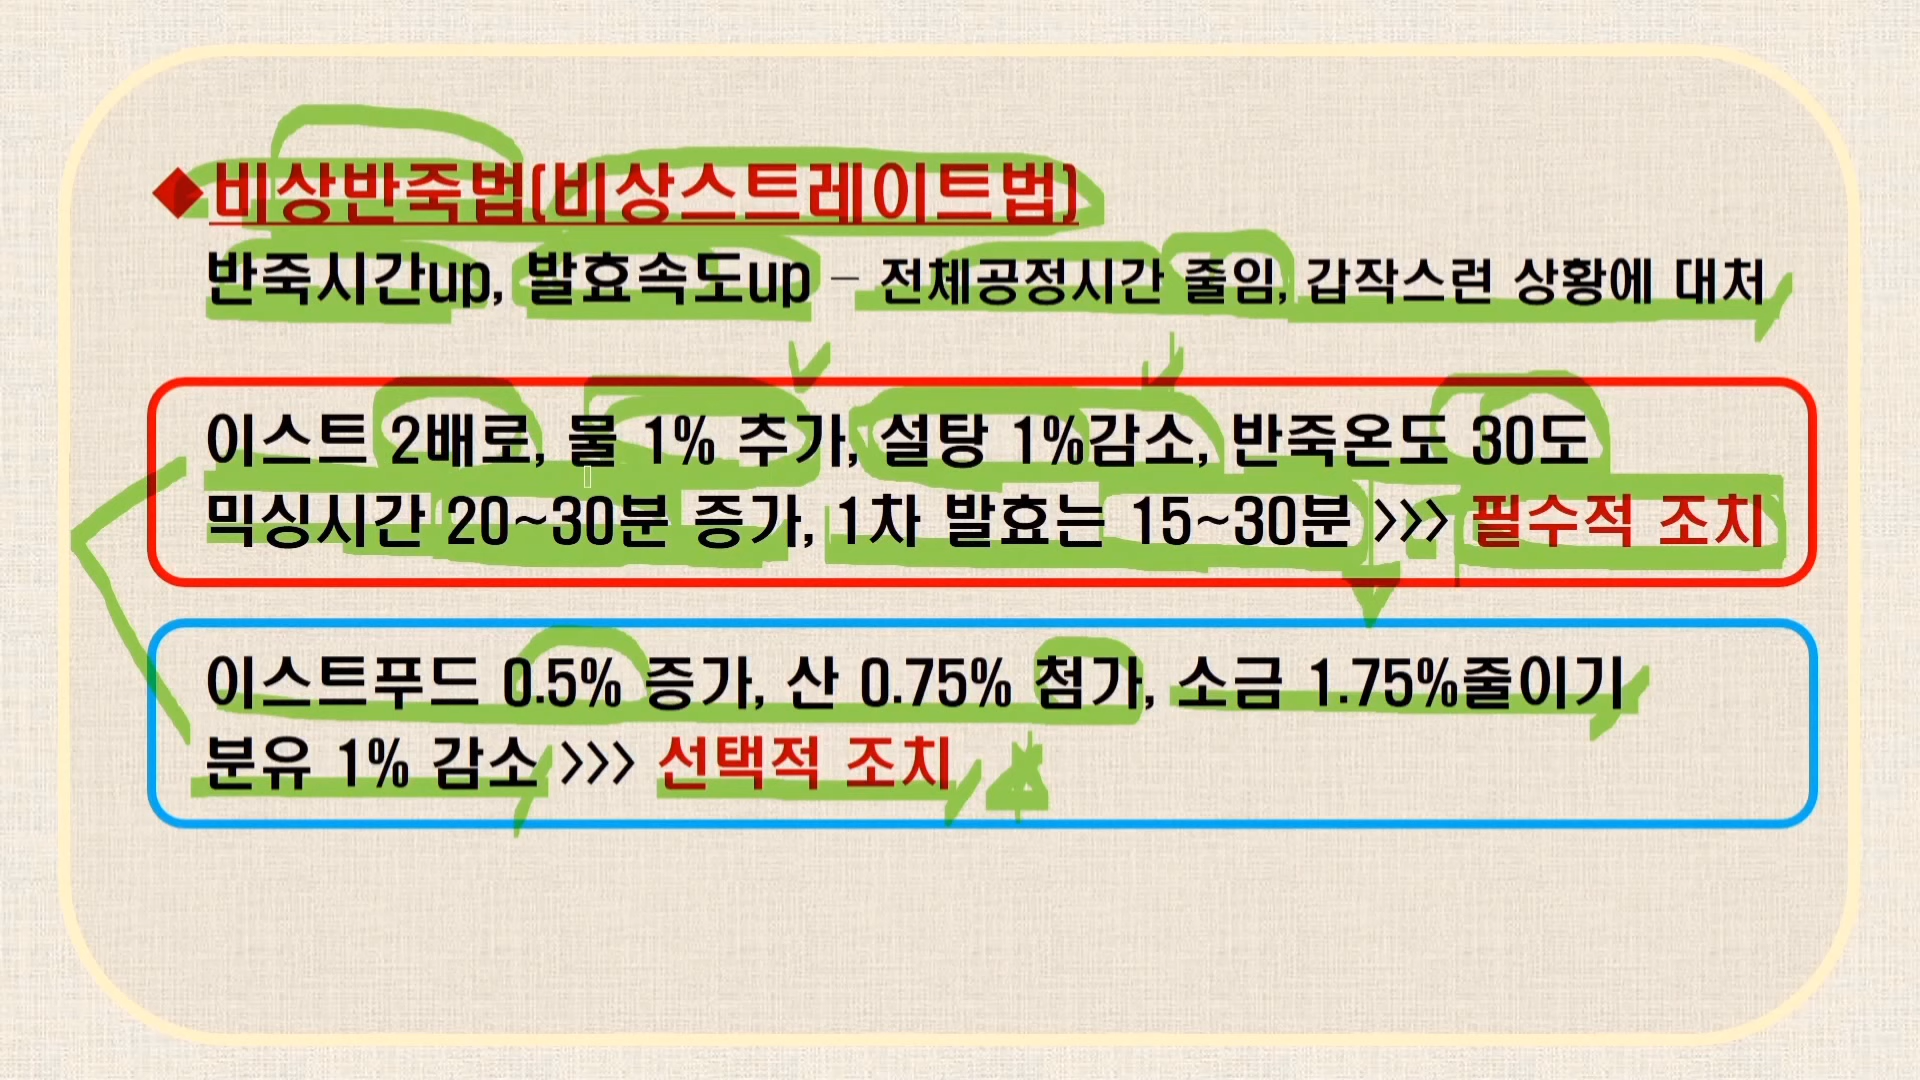 ◆비상반죽법(비상스트레이트법)
반죽시간up, 발효속도up – 전체공정시간 줄임, 갑작스런 상황에 대처
이스트 2배로, 물 1% 추가, 설탕 1%감소, 반죽온도 30도
믹싱시간 20~30분 증가, 1차 발효는 15~30분 >>> 필수적 조치
이스트푸드 0.5% 증가, 산 0.75% 첨가, 소금 1.75%줄이기
분유 1% 감소 >>> 선택적 조치